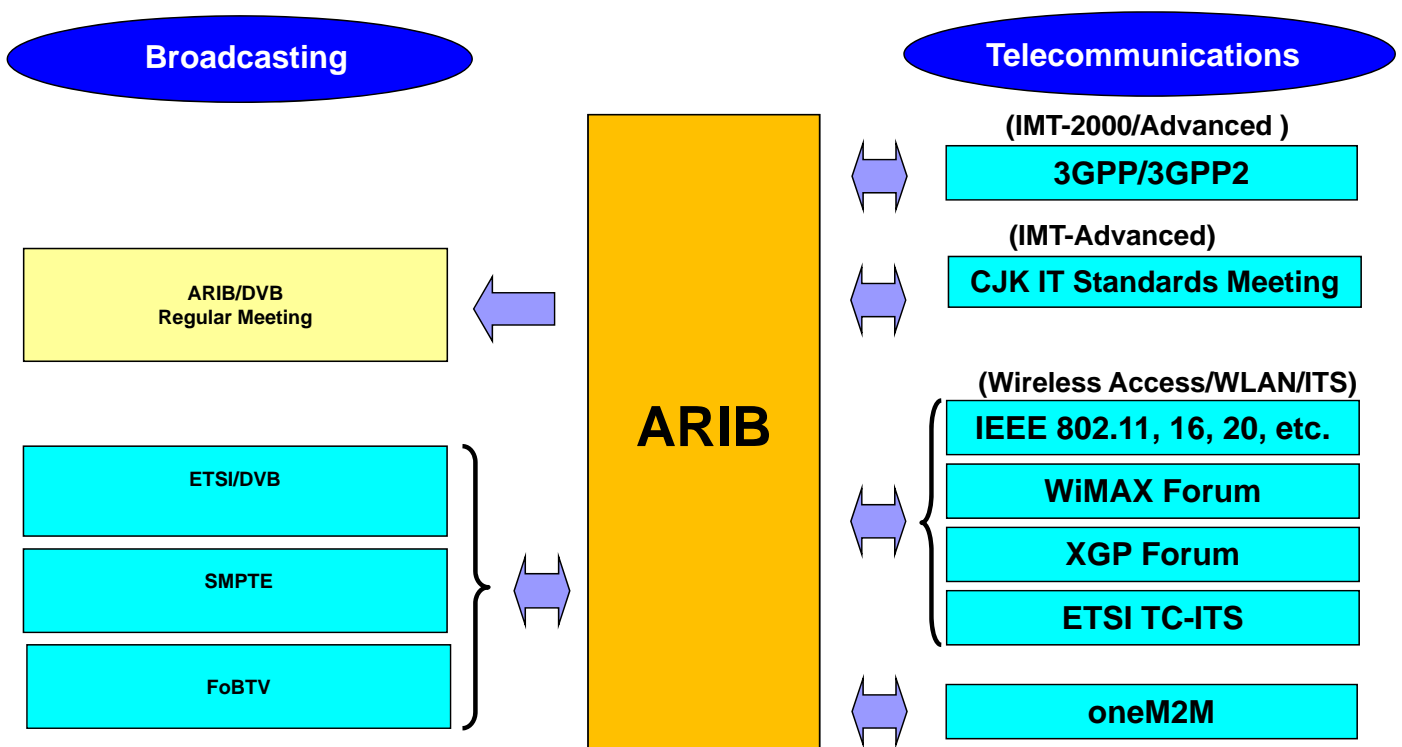 Broadcasting
Telecommunications
(IMT-2000/Advanced )
3GPP/3GPP2
(IMT-Advanced)
CJK IT Standards Meeting
ARIB/DVB
Regular Meeting
ARIB
(Wireless Access/WLAN/ITS)
IEEE 802.11, 16, 20, etc.
WiMAX Forum
XGP Forum
ETSI TC-ITS
ETSI/DVB
SMPTE
FoBTV
oneM2M